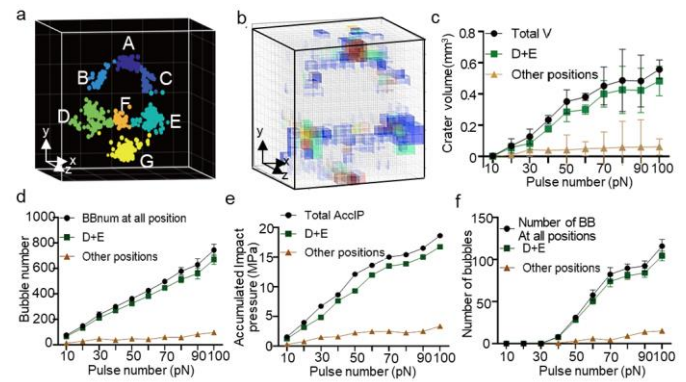 a
A
B
C
D
F
E
G
y
x
z
b
y
x
z
c
Crater volume(mm³)
0.8
0.6
0.4
0.2
0
Total V
D+E
Other positions
10 30 50 70 90 100
Pulse number (pN)
d
Bubble number
1000
800
600
400
200
0
BBnum at all position
D+E
Other positions
10 30 50 70 90 100
Pulse number (pN)
e
Accumulated Impact
pressure (MPa)
20
15
10
5
0
Total AccIP
D+E
Other positions
10 30 50 70 90 100
Pulse number (pN)
f
Number of bubbles
150
100
50
0
Number of BB
At all positions
D+E
Other positions
10 30 50 70 90 100
Pulse number (pN)